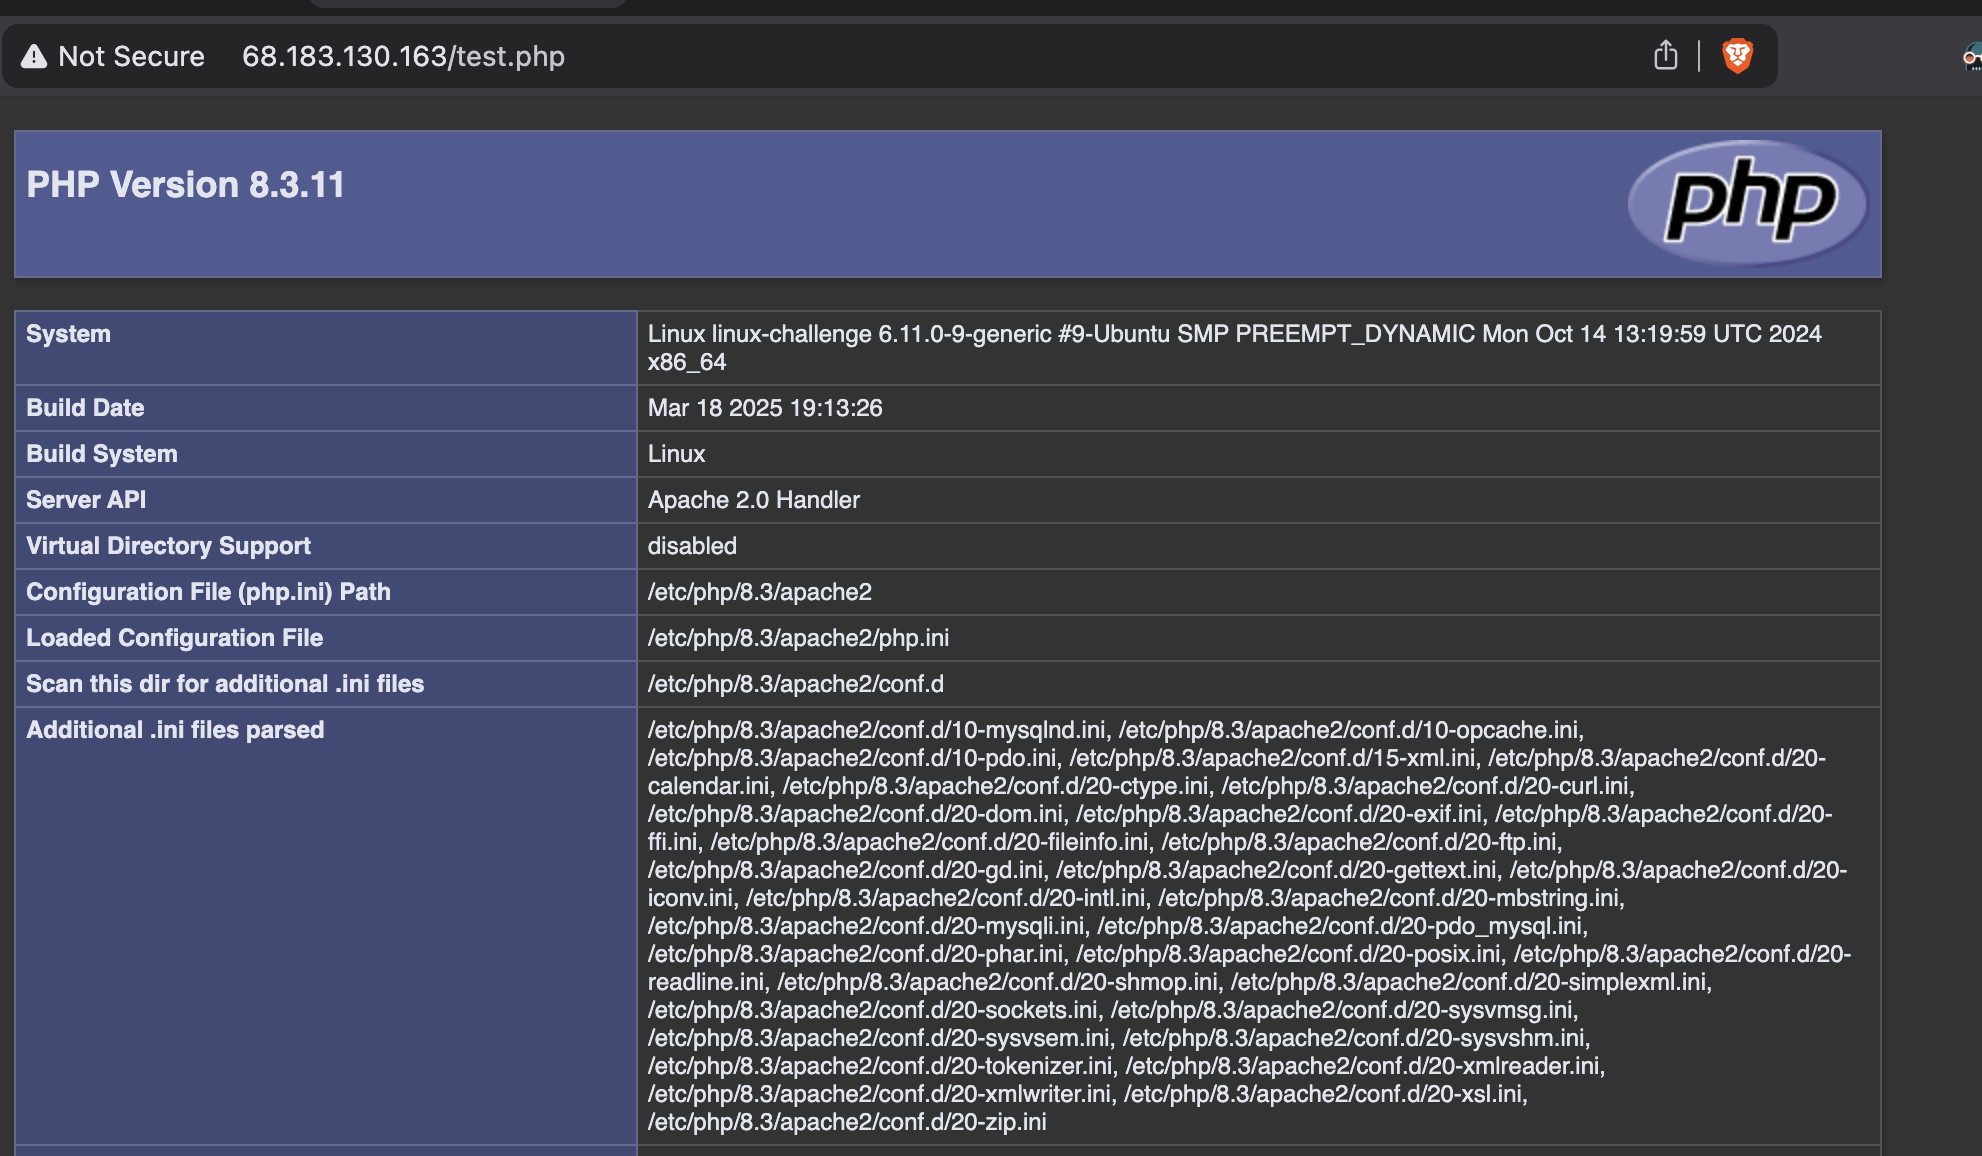 Not Secure 68.183.130.163/test.php
PHP Version 8.3.11
php
System
Linux linux-challenge 6.11.0-9-generic #9-Ubuntu SMP PREEMPT_DYNAMIC Mon Oct 14 13:19:59 UTC 2024
x86_64
Build Date
Mar 18 2025 19:13:26
Build System
Linux
Server API
Apache 2.0 Handler
Virtual Directory Support
disabled
Configuration File (php.ini) Path
/etc/php/8.3/apache2
Loaded Configuration File
/etc/php/8.3/apache2/php.ini
Scan this dir for additional .ini files
/etc/php/8.3/apache2/conf.d
Additional .ini files parsed
/etc/php/8.3/apache2/conf.d/10-mysqlnd.ini, /etc/php/8.3/apache2/conf.d/10-opcache.ini,
/etc/php/8.3/apache2/conf.d/10-pdo.ini, /etc/php/8.3/apache2/conf.d/15-xml.ini, /etc/php/8.3/apache2/conf.d/20-
calendar.ini, /etc/php/8.3/apache2/conf.d/20-ctype.ini, /etc/php/8.3/apache2/conf.d/20-curl.ini,
/etc/php/8.3/apache2/conf.d/20-dom.ini, /etc/php/8.3/apache2/conf.d/20-exif.ini, /etc/php/8.3/apache2/conf.d/20-
ffi.ini, /etc/php/8.3/apache2/conf.d/20-fileinfo.ini, /etc/php/8.3/apache2/conf.d/20-ftp.ini,
/etc/php/8.3/apache2/conf.d/20-gd.ini, /etc/php/8.3/apache2/conf.d/20-gettext.ini, /etc/php/8.3/apache2/conf.d/20-
iconv.ini, /etc/php/8.3/apache2/conf.d/20-intl.ini, /etc/php/8.3/apache2/conf.d/20-mbstring.ini,
/etc/php/8.3/apache2/conf.d/20-mysqli.ini, /etc/php/8.3/apache2/conf.d/20-pdo_mysql.ini,
/etc/php/8.3/apache2/conf.d/20-phar.ini, /etc/php/8.3/apache2/conf.d/20-posix.ini, /etc/php/8.3/apache2/conf.d/20-
readline.ini, /etc/php/8.3/apache2/conf.d/20-shmop.ini, /etc/php/8.3/apache2/conf.d/20-simplexml.ini,
/etc/php/8.3/apache2/conf.d/20-sockets.ini, /etc/php/8.3/apache2/conf.d/20-sysvmsg.ini,
/etc/php/8.3/apache2/conf.d/20-sysvsem.ini, /etc/php/8.3/apache2/conf.d/20-sysvshm.ini,
/etc/php/8.3/apache2/conf.d/20-tokenizer.ini, /etc/php/8.3/apache2/conf.d/20-xmlreader.ini,
/etc/php/8.3/apache2/conf.d/20-xmlwriter.ini, /etc/php/8.3/apache2/conf.d/20-xsl.ini,
/etc/php/8.3/apache2/conf.d/20-zip.ini